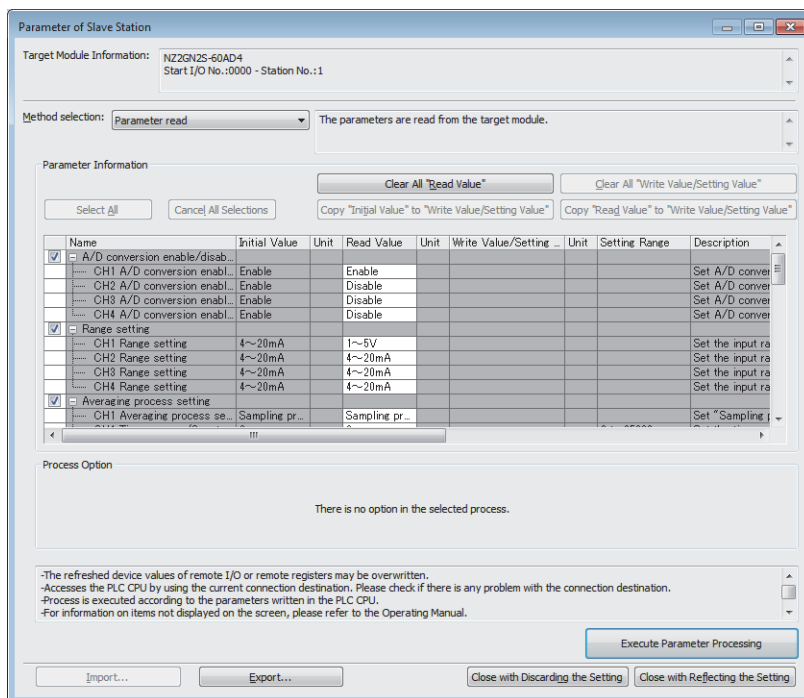 Parameter of Slave Station
Target Module Information: NZ2GN2S-60AD4
Start I/O No.:0000 - Station No.:1
Method selection: Parameter read The parameters are read from the target module.
Parameter Information
Clear All "Read Value" Clear All "Write Value/Setting Value"
Select All Cancel All Selections Copy "Initial Value" to "Write Value/Setting Value" Copy "Read Value" to "Write Value/Setting Value"
Name Initial Value Unit Read Value Unit Write Value/Setting ... Unit Setting Range Description
A/D conversion enable/disab...
CH1 A/D conversion enabl... Enable Enable Set A/D conver
CH2 A/D conversion enabl... Enable Disable Set A/D conver
CH3 A/D conversion enabl... Enable Disable Set A/D conver
CH4 A/D conversion enabl... Enable Disable Set A/D conver
Range setting
CH1 Range setting 4～20mA 1～5V Set the input ra
CH2 Range setting 4～20mA 4～20mA Set the input ra
CH3 Range setting 4～20mA 4～20mA Set the input ra
CH4 Range setting 4～20mA 4～20mA Set the input ra
Averaging process setting
CH1 Averaging process se... Sampling pr... Sampling pr... Set "Sampling p
Process Option
There is no option in the selected process.
-The refreshed device values of remote I/O or remote registers may be overwritten.
-Accesses the PLC CPU by using the current connection destination. Please check if there is any problem with the connection destination.
-Process is executed according to the parameters written in the PLC CPU.
-For information on items not displayed on the screen, please refer to the Operating Manual.
Execute Parameter Processing
Import... Export... Close with Discarding the Setting Close with Reflecting the Setting